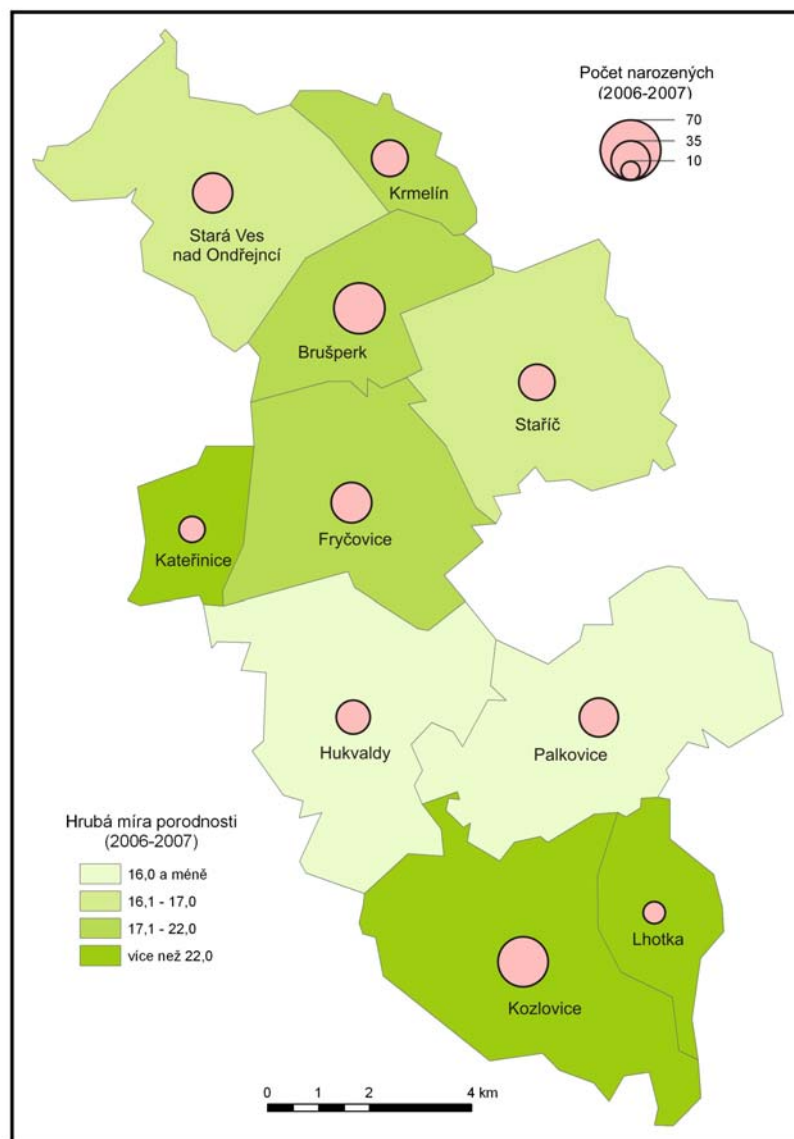 Počet narozených
(2006-2007)
70
35
10
Krmelín
Stará Ves
nad Ondřejncí
Brušperk
Staříč
Fryčovice
Kateřinice
Hukvaldy
Palkovice
Hrubá míra porodnosti
(2006-2007)
16,0 a méně
16,1 - 17,0
17,1 - 22,0
více než 22,0
Lhotka
Kozlovice
0 1 2 4 km